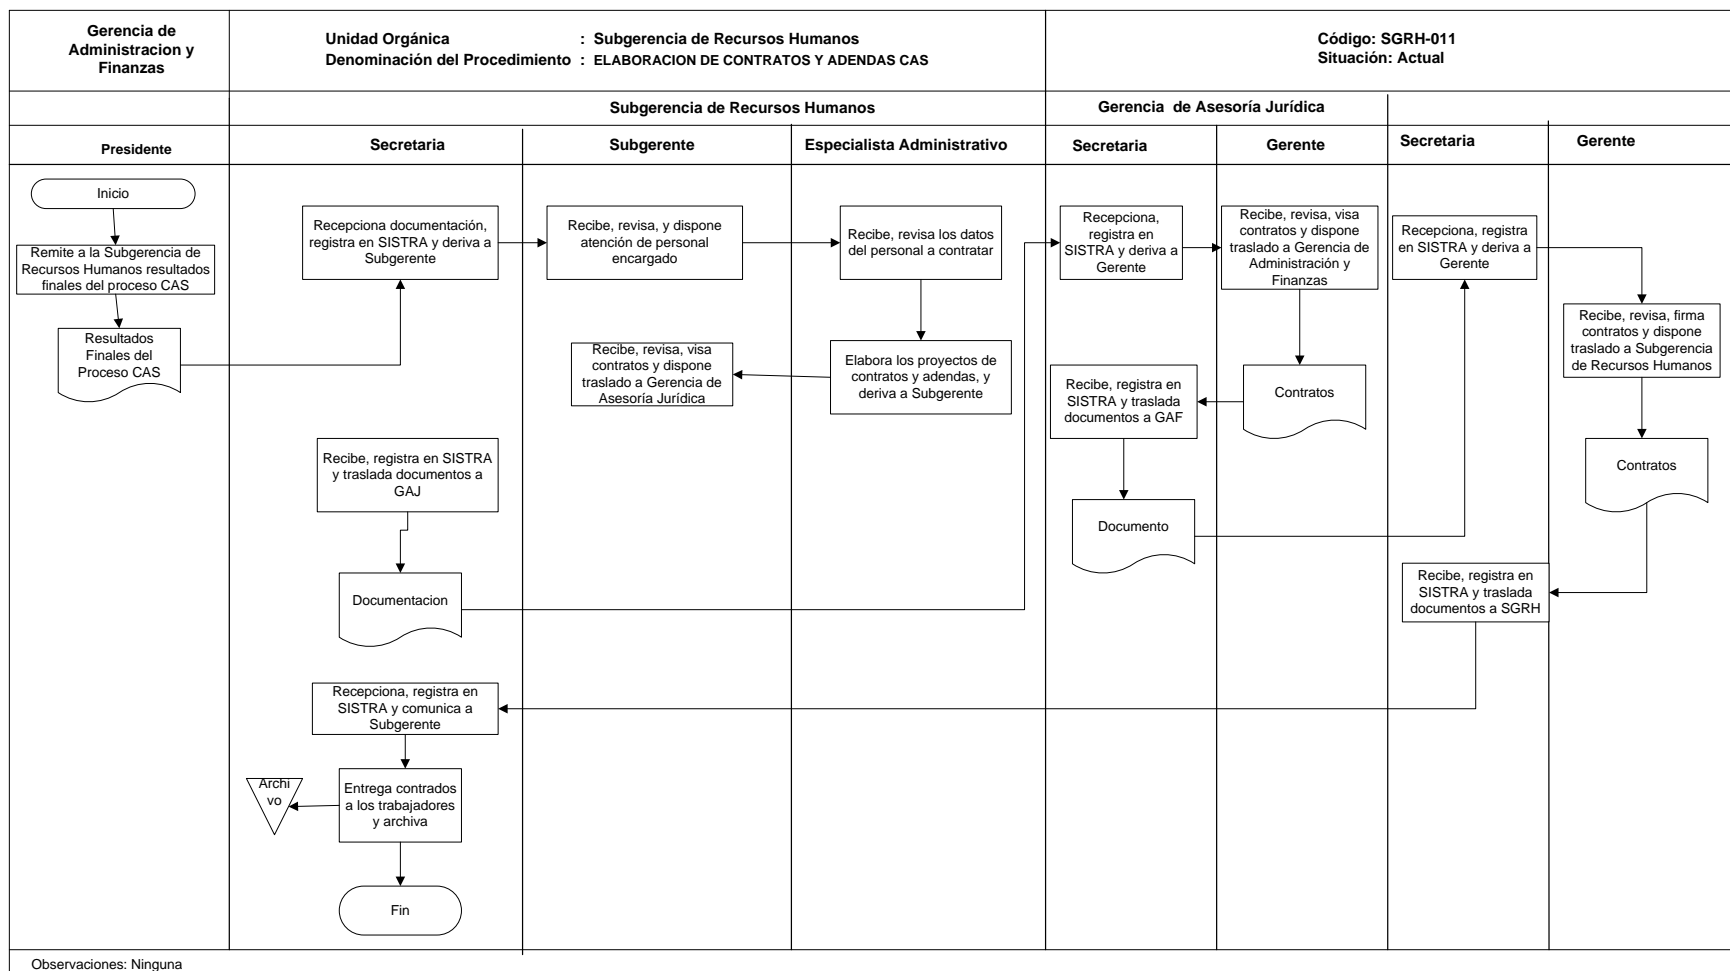 Gerencia de
Administracion y
Finanzas
Unidad Orgánica : Subgerencia de Recursos Humanos
Denominación del Procedimiento : ELABORACION DE CONTRATOS Y ADENDAS CAS
Código: SGRH-011
Situación: Actual
Subgerencia de Recursos Humanos
Gerencia de Asesoría Jurídica
Presidente
Secretaria
Subgerente
Especialista Administrativo
Secretaria
Gerente
Secretaria
Gerente
Inicio
Remite a la Subgerencia de
Recursos Humanos resultados
finales del proceso CAS
Resultados
Finales del
Proceso CAS
Recepciona documentación,
registra en SISTRA y deriva a
Subgerente
Recibe, revisa, y dispone
atención de personal
encargado
Recibe, revisa los datos
del personal a contratar
Elabora los proyectos de
contratos y adendas, y
deriva a Subgerente
Recibe, revisa, visa
contratos y dispone
traslado a Gerencia de
Asesoría Jurídica
Recibe, registra en SISTRA
y traslada documentos a
GAJ
Documentacion
Recepciona,
registra en
SISTRA y deriva a
Gerente
Recibe, revisa, visa
contratos y dispone
traslado a Gerencia de
Administración y
Finanzas
Contratos
Recibe, registra en
SISTRA y traslada
documentos a GAF
Documento
Recepciona, registra
en SISTRA y deriva a
Gerente
Recibe, revisa, firma
contratos y dispone
traslado a Subgerencia
de Recursos Humanos
Contratos
Recibe, registra en
SISTRA y traslada
documentos a SGRH
Recepciona, registra en
SISTRA y comunica a
Subgerente
Entrega contrados
a los trabajadores
y archiva
Archi
vo
Fin
Observaciones: Ninguna